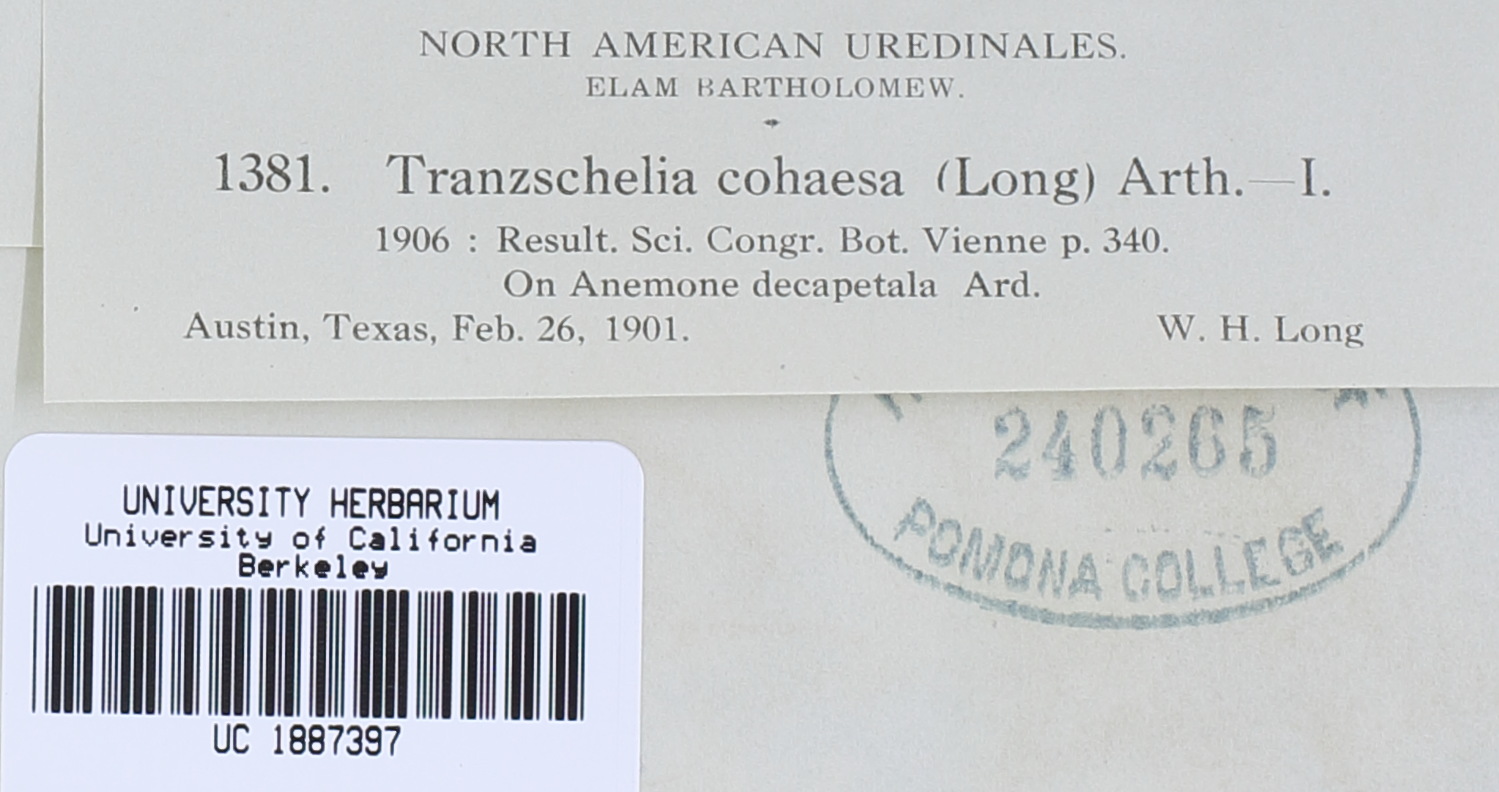 NORTH AMERICAN UREDINALES.
ELAM BARTHOLOMEW.
1381. Tranzschelia cohaesa (Long) Arth.—I.
1906 : Result. Sci. Congr. Bot. Vienne p. 340.
On Anemone decapetala Ard.
Austin, Texas, Feb. 26, 1901. W. H. Long
240265
POMONA COLLEGE
UNIVERSITY HERBARIUM
University of California
Berkeley
UC 1887397